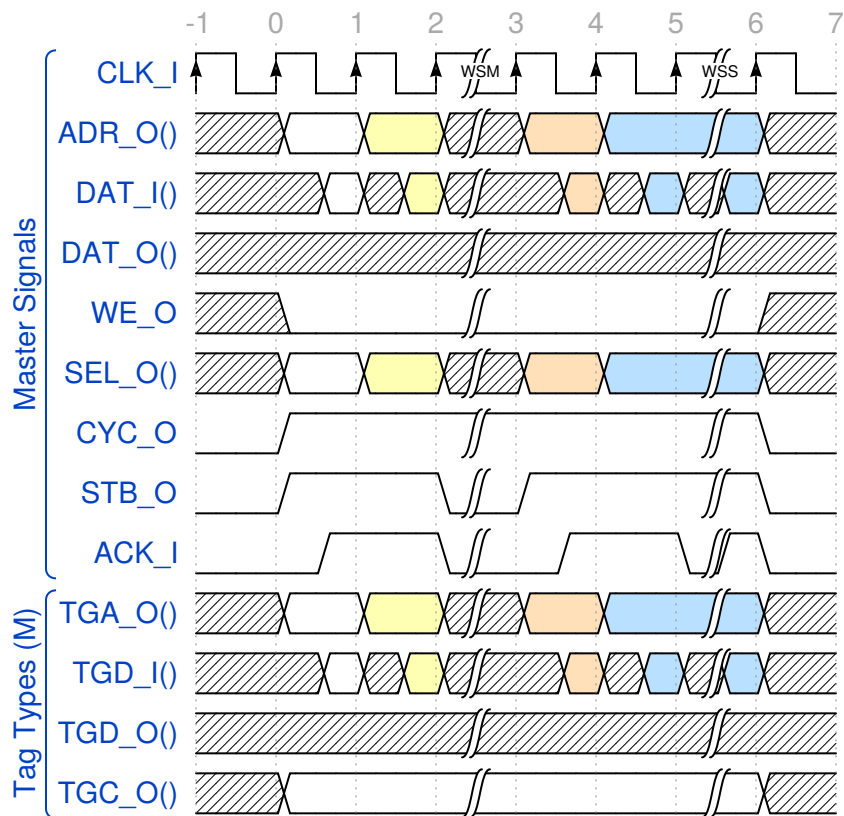 -1 0 1 2 3 4 5 6 7
Master Signals
CLK_I
WSM
WSS
ADR_O()
DAT_I()
DAT_O()
WE_O
SEL_O()
CYC_O
STB_O
ACK_I
Tag Types (M)
TGA_O()
TGD_I()
TGD_O()
TGC_O()